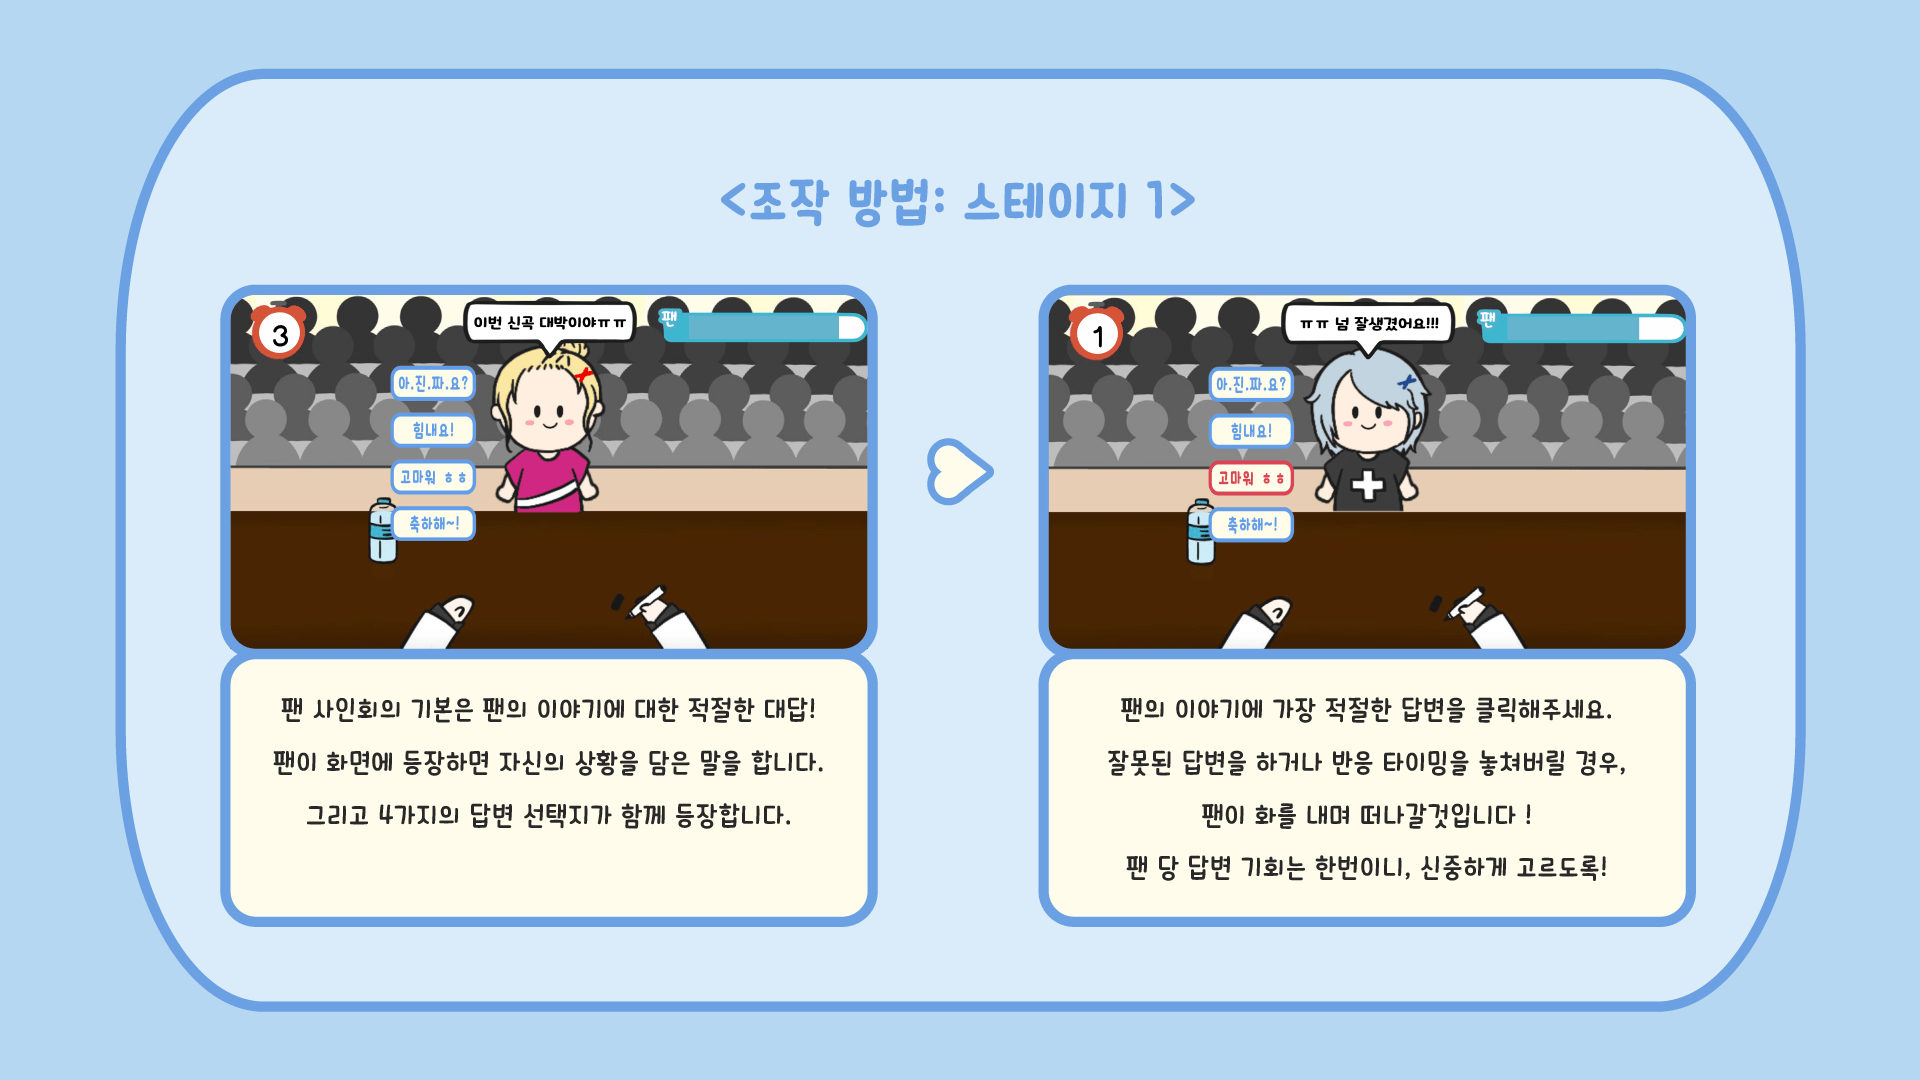 <조작 방법: 스테이지 1>
3
이번 신곡 대박이야ㅠㅠ
팬
아.진.짜.요?
힘내요!
고마워 ㅎㅎ
축하해~!
팬 사인회의 기본은 팬의 이야기에 대한 적절한 대답!
팬이 화면에 등장하면 자신의 상황을 담은 말을 합니다.
그리고 4가지의 답변 선택지가 함께 등장합니다.
1
ㅠㅠ 넘 잘생겼어요!!!
팬
아.진.짜.요?
힘내요!
고마워 ㅎㅎ
축하해~!
팬의 이야기에 가장 적절한 답변을 클릭해주세요.
잘못된 답변을 하거나 반응 타이밍을 놓쳐버릴 경우,
팬이 화를 내며 떠나갈것입니다 !
팬 당 답변 기회는 한번이니, 신중하게 고르도록!